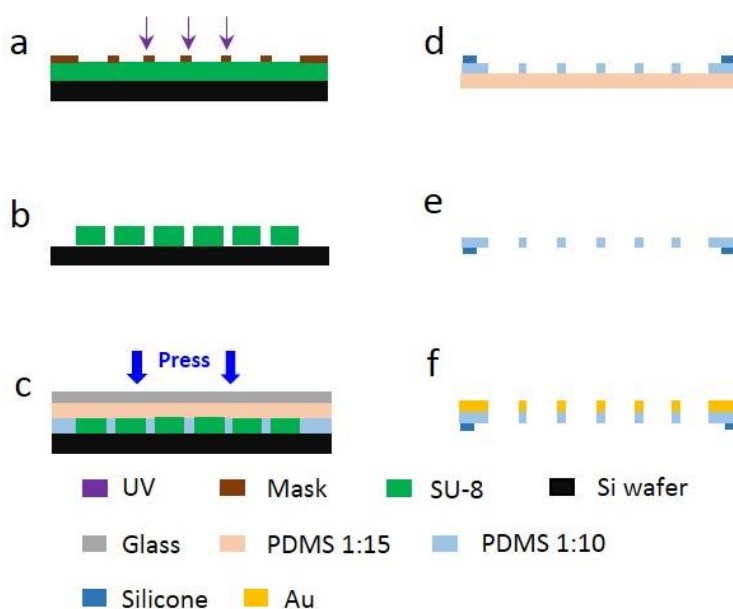 a
d
b
e
Press
c
f
UV
Mask
SU-8
Si wafer
Glass
PDMS 1:15
PDMS 1:10
Silicone
Au